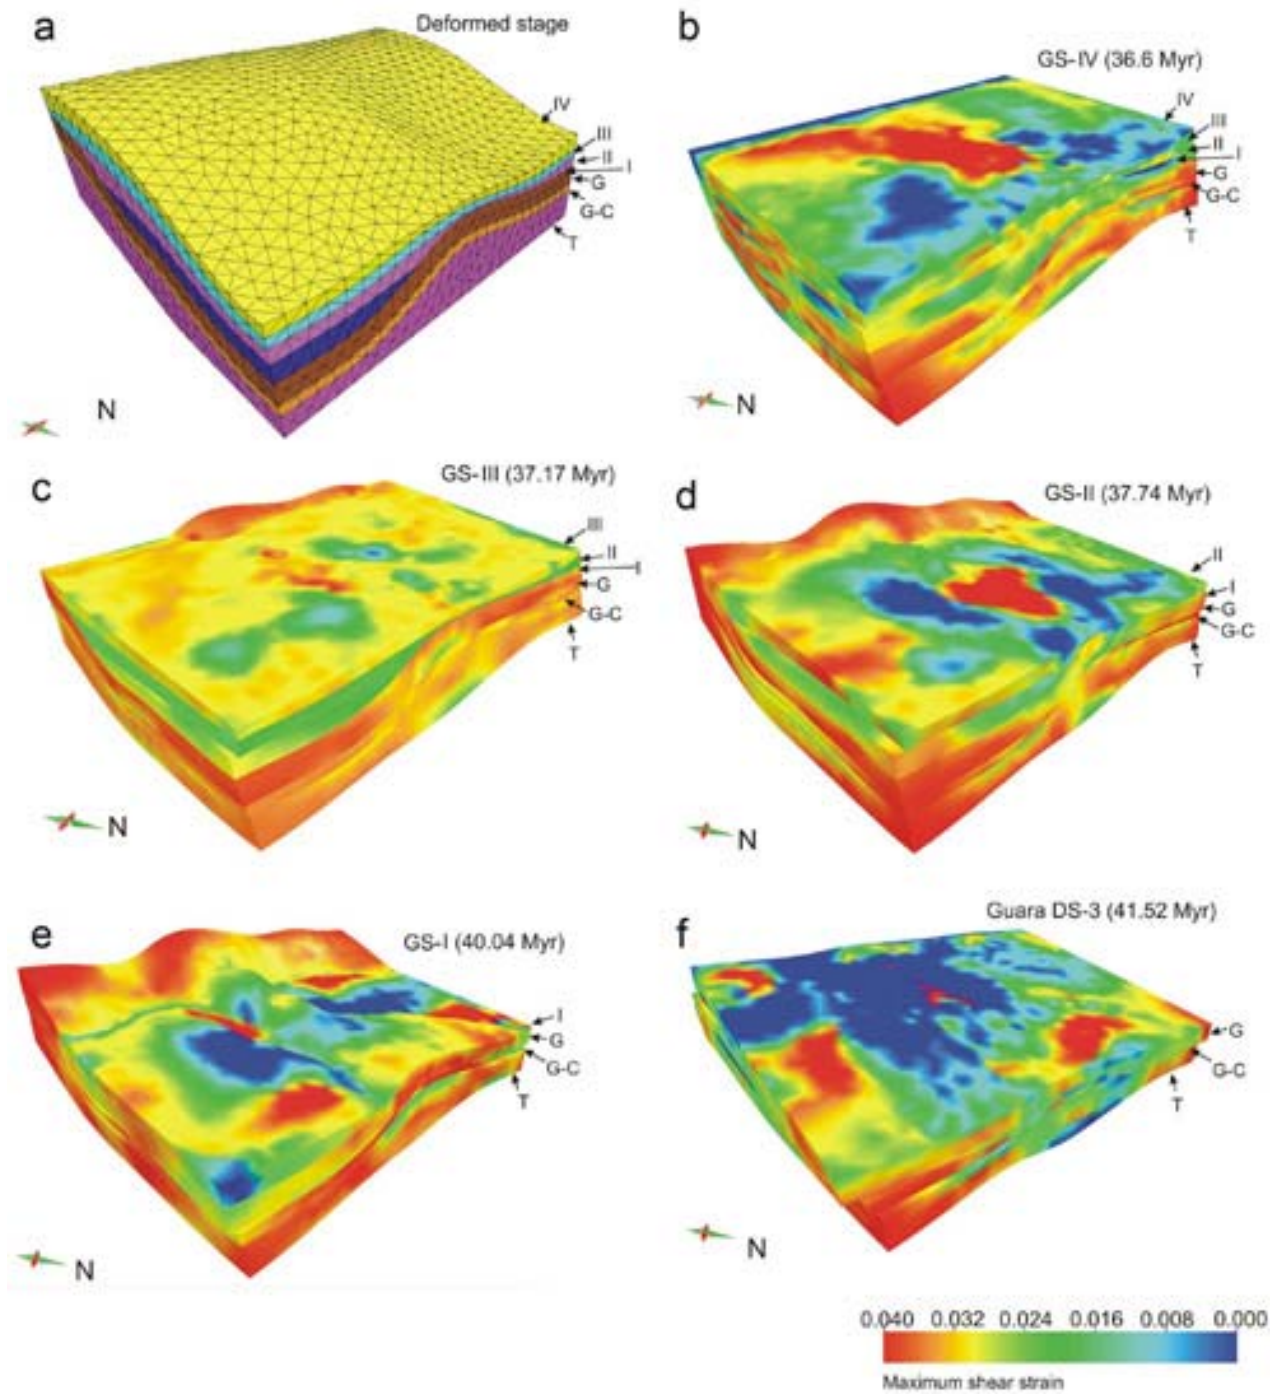 a
Deformed stage
IV
III
II
I
G
G-C
T
N
b
GS-IV (36.6 Myr)
IV
III
II
I
G
G-C
T
N
c
GS-III (37.17 Myr)
III
II
I
G
G-C
T
N
d
GS-II (37.74 Myr)
II
I
G
G-C
T
N
e
GS-I (40.04 Myr)
I
G
G-C
T
N
f
Guara DS-3 (41.52 Myr)
G
G-C
T
N
0.040 0.032 0.024 0.016 0.008 0.000
Maximum shear strain